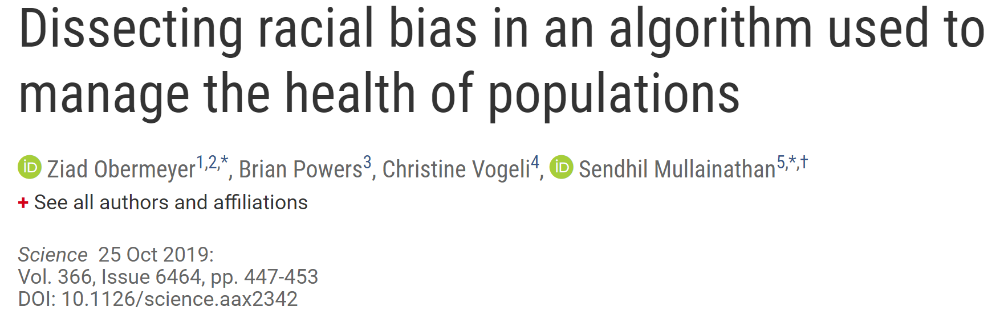 Dissecting racial bias in an algorithm used to
manage the health of populations
iD Ziad Obermeyer1,2,*, Brian Powers3, Christine Vogeli4, iD Sendhil Mullainathan5,*,†
+ See all authors and affiliations
Science 25 Oct 2019:
Vol. 366, Issue 6464, pp. 447-453
DOI: 10.1126/science.aax2342